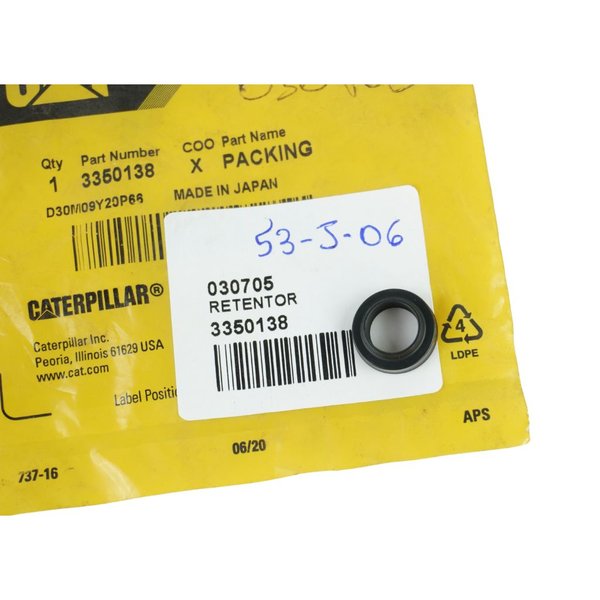 Qty Part Number COO Part Name
1 3350138 X PACKING
D30M09Y20P66 MADE IN JAPAN
53-J-06
030705
RETENTOR
3350138
CATERPILLAR®
Caterpillar Inc.
Peoria, Illinois 61629 USA
www.cat.com
Label Positi
4
LDPE
APS
06/20
737-16